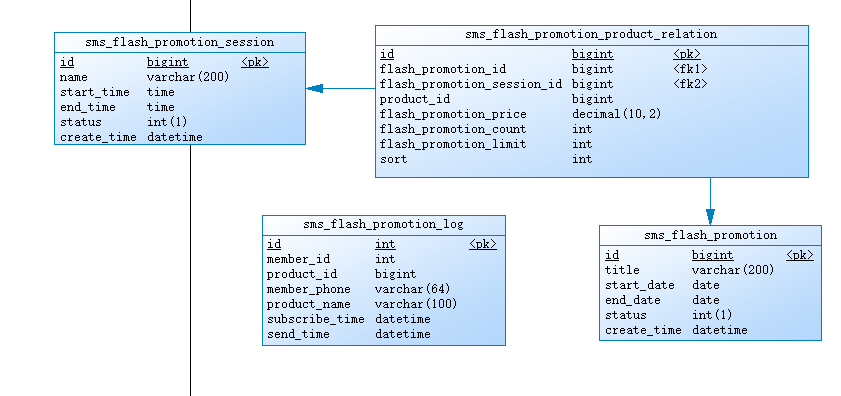 sms_flash_promotion_session
id bigint <pk>
name varchar(200)
start_time time
end_time time
status int(1)
create_time datetime
sms_flash_promotion_product_relation
id bigint <pk>
flash_promotion_id bigint <fk1>
flash_promotion_session_id bigint <fk2>
product_id bigint
flash_promotion_price decimal(10,2)
flash_promotion_count int
flash_promotion_limit int
sort int
sms_flash_promotion_log
id int <pk>
member_id int
product_id bigint
member_phone varchar(64)
product_name varchar(100)
subscribe_time datetime
send_time datetime
sms_flash_promotion
id bigint <pk>
title varchar(200)
start_date date
end_date date
status int(1)
create_time datetime